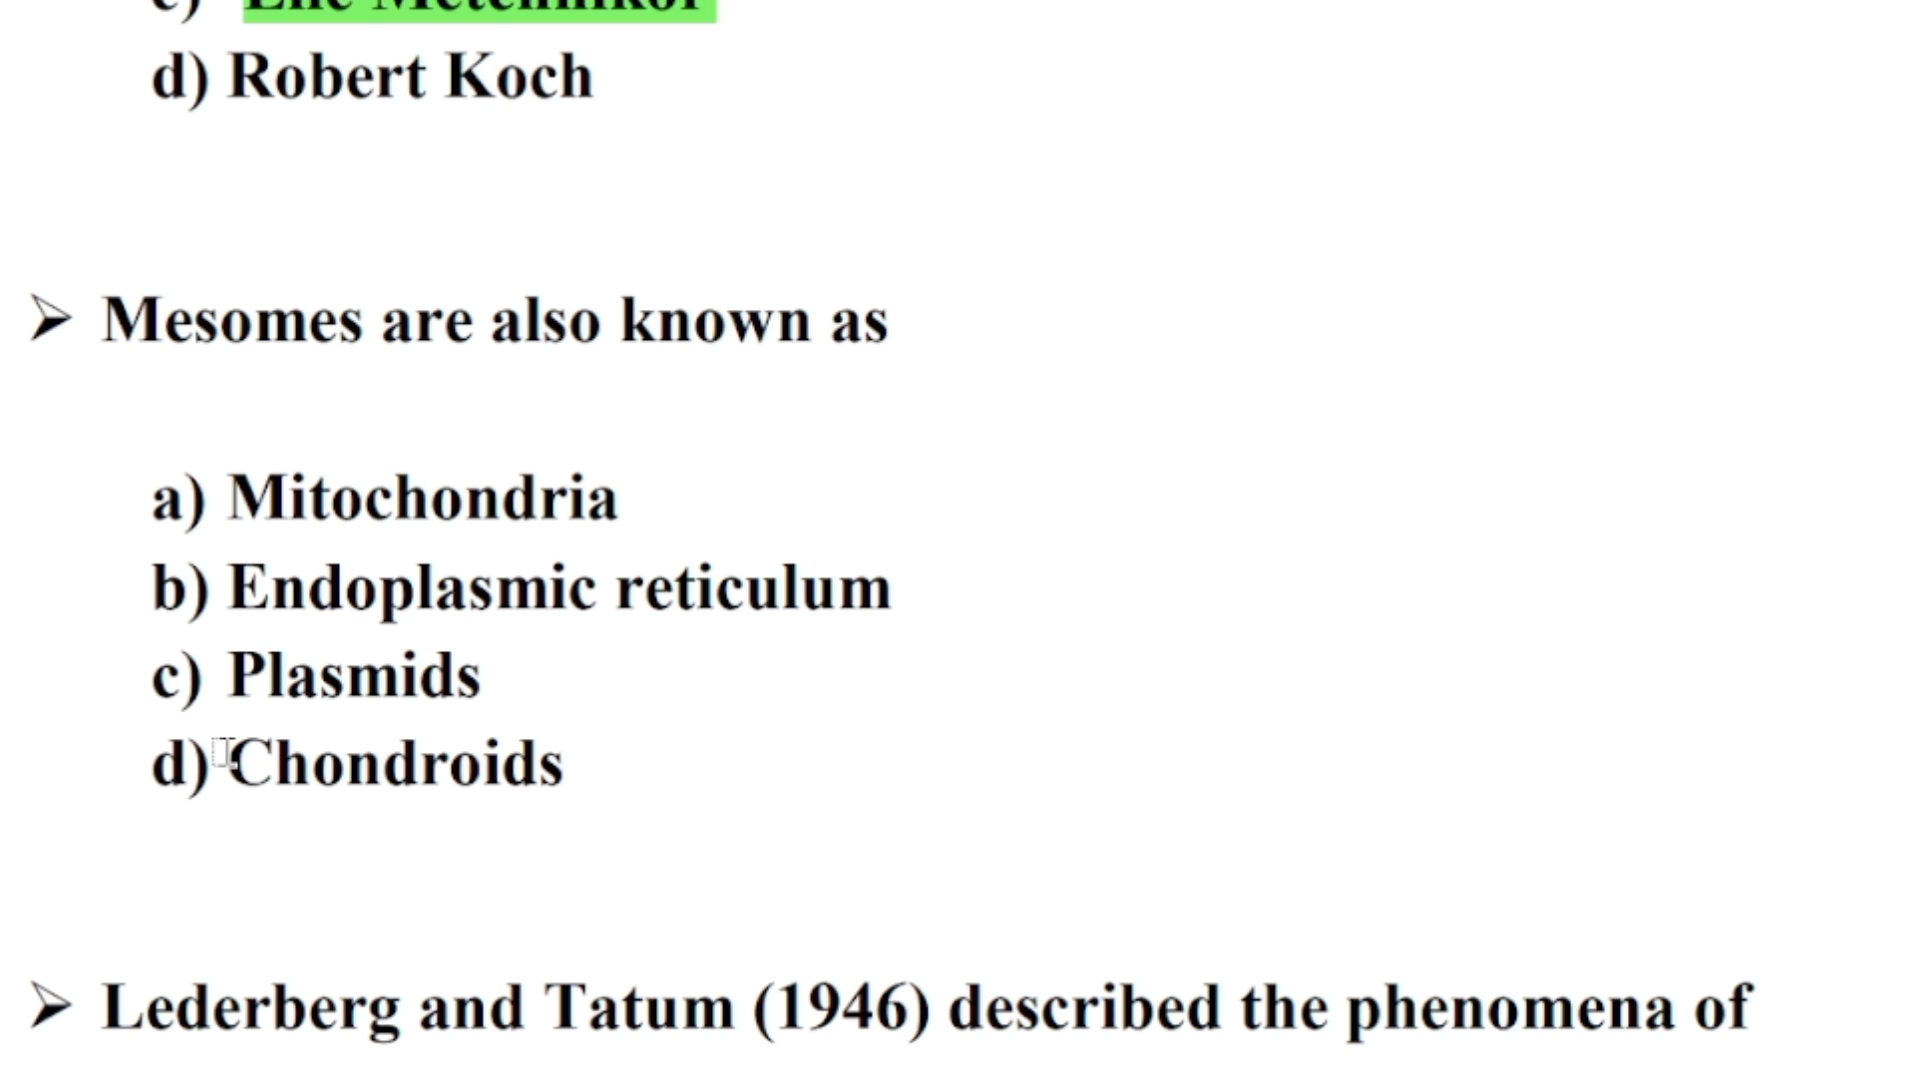 d) Robert Koch
➢ Mesomes are also known as
a) Mitochondria
b) Endoplasmic reticulum
c) Plasmids
d) Chondroids
➢ Lederberg and Tatum (1946) described the phenomena of